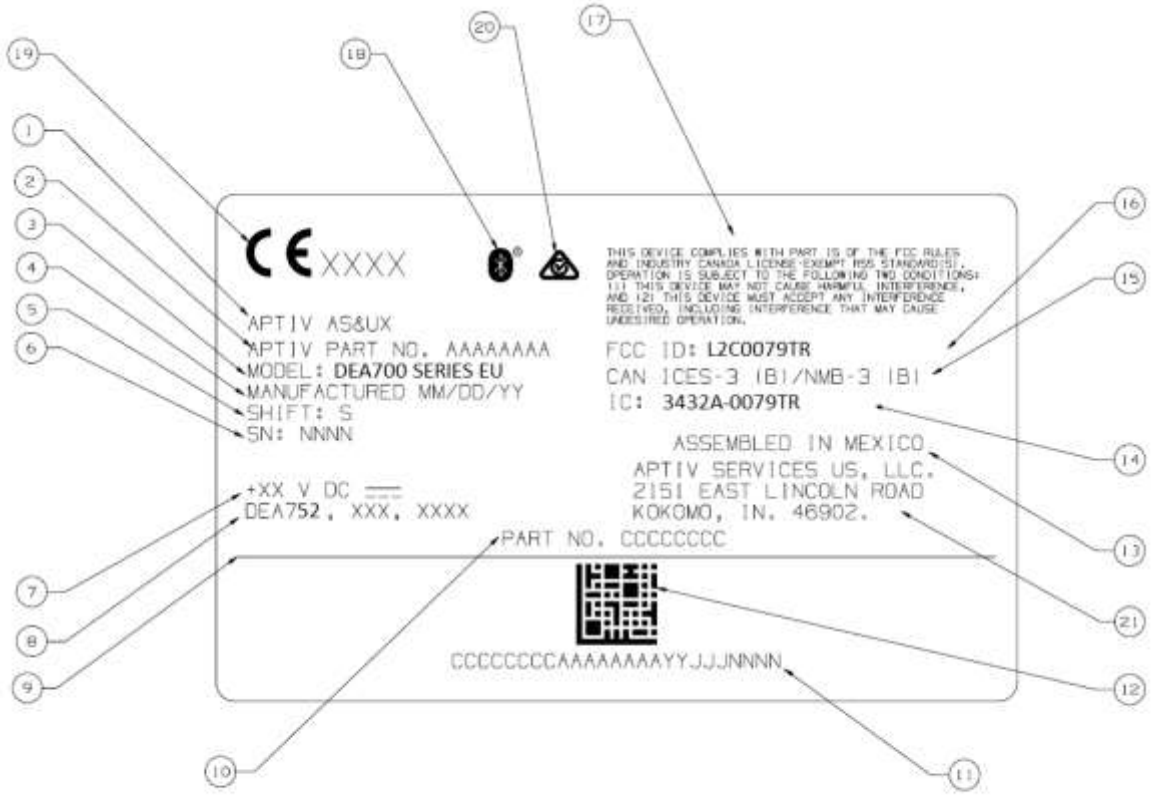 17
20
18
19
1
2
3
4
5
6
16
15
CE XXXX
®
THIS DEVICE COMPLIES WITH PART 15 OF THE FCC RULES
AND INDUSTRY CANADA LICENSE-EXEMPT RSS STANDARD(S).
OPERATION IS SUBJECT TO THE FOLLOWING TWO CONDITIONS:
(1) THIS DEVICE MAY NOT CAUSE HARMFUL INTERFERENCE,
AND (2) THIS DEVICE MUST ACCEPT ANY INTERFERENCE
RECEIVED, INCLUDING INTERFERENCE THAT MAY CAUSE
UNDESIRED OPERATION.
APTIV AS&UX
APTIV PART NO. AAAAAAAA
MODEL: DEA700 SERIES EU
MANUFACTURED MM/DD/YY
SHIFT: S
SN: NNNN
FCC ID: L2C0079TR
CAN ICES-3 (B)/NMB-3 (B)
IC: 3432A-0079TR
14
ASSEMBLED IN MEXICO
APTIV SERVICES US, LLC.
2151 EAST LINCOLN ROAD
KOKOMO, IN. 46902.
+XX V DC
DEA752, XXX, XXXX
PART NO. CCCCCCCC
13
7
8
9
21
12
CCCCCCCCAAAAAAAAYYJJJNNNN
10
11